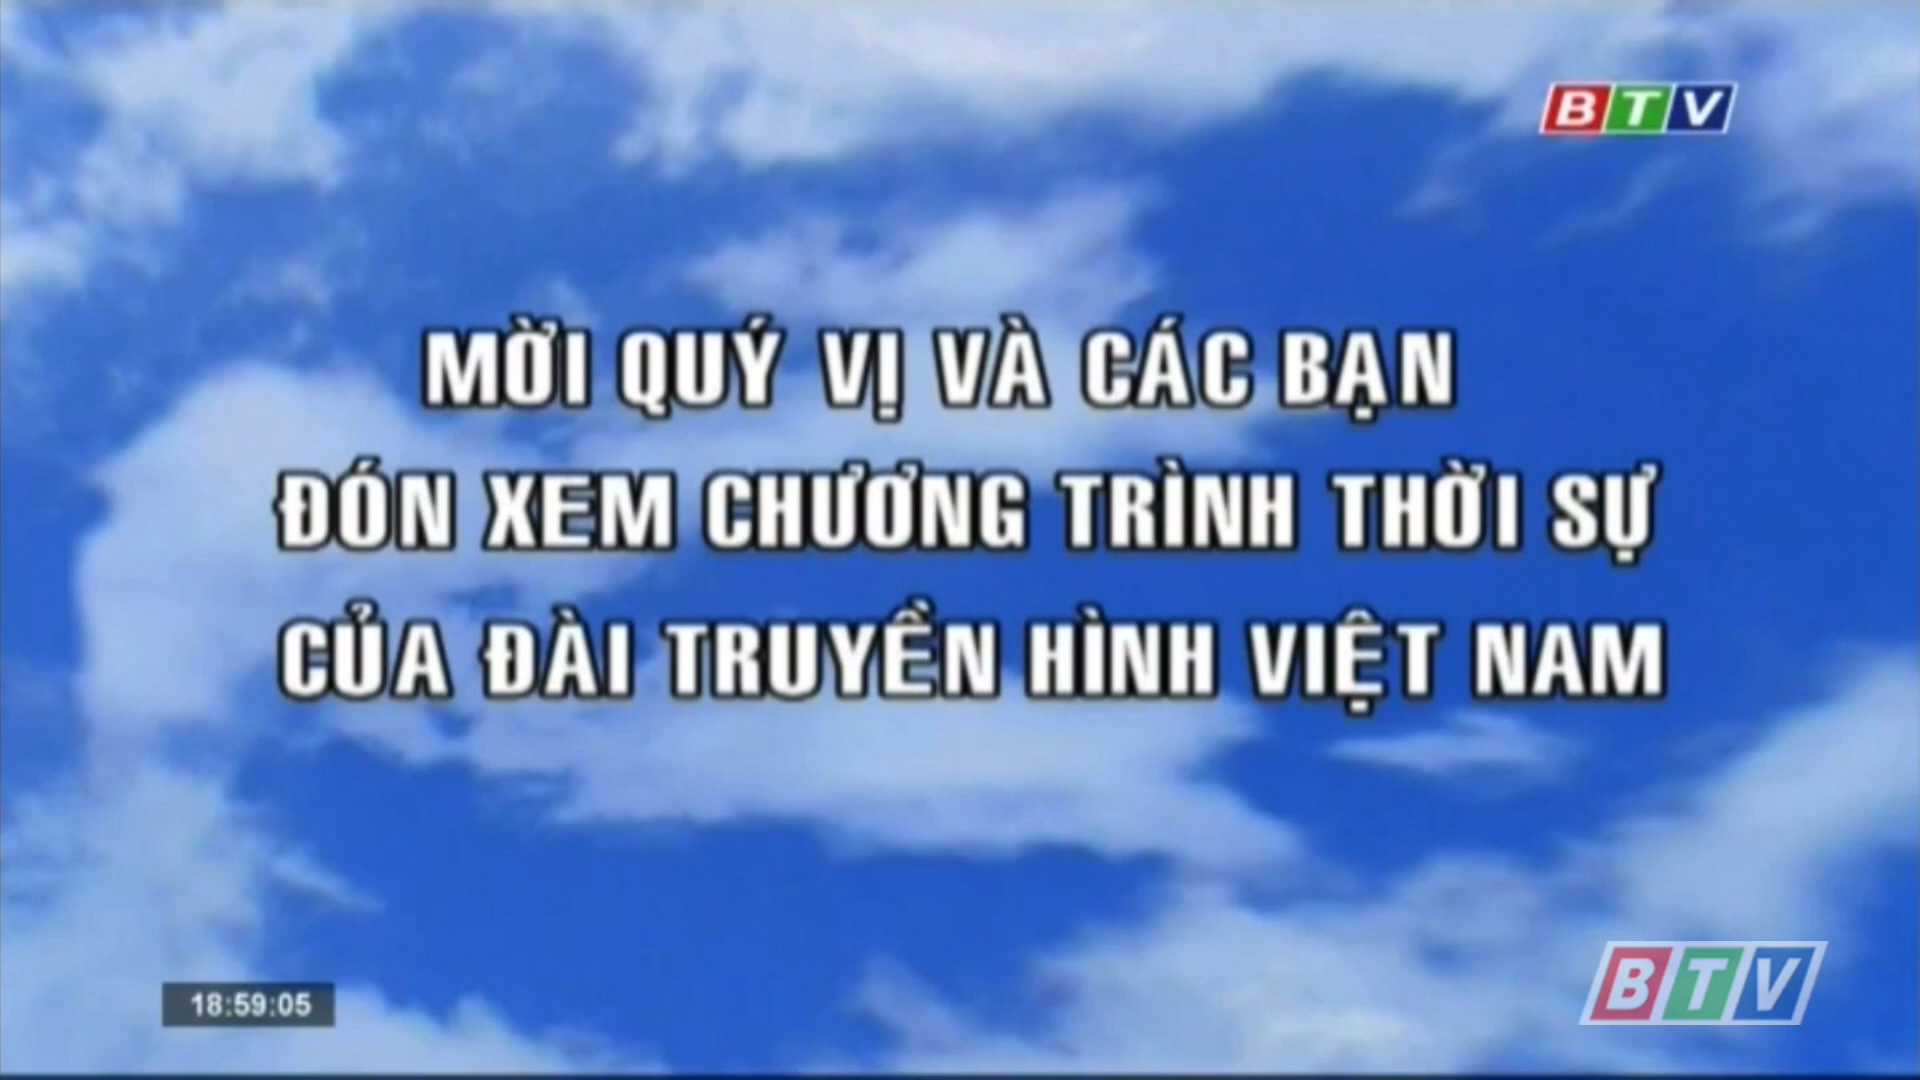 BTV
MỜI QUÝ VỊ VÀ CÁC BẠN
ĐÓN XEM CHƯƠNG TRÌNH THỜI SỰ
CỦA ĐÀI TRUYỀN HÌNH VIỆT NAM
18:59:05
BTV